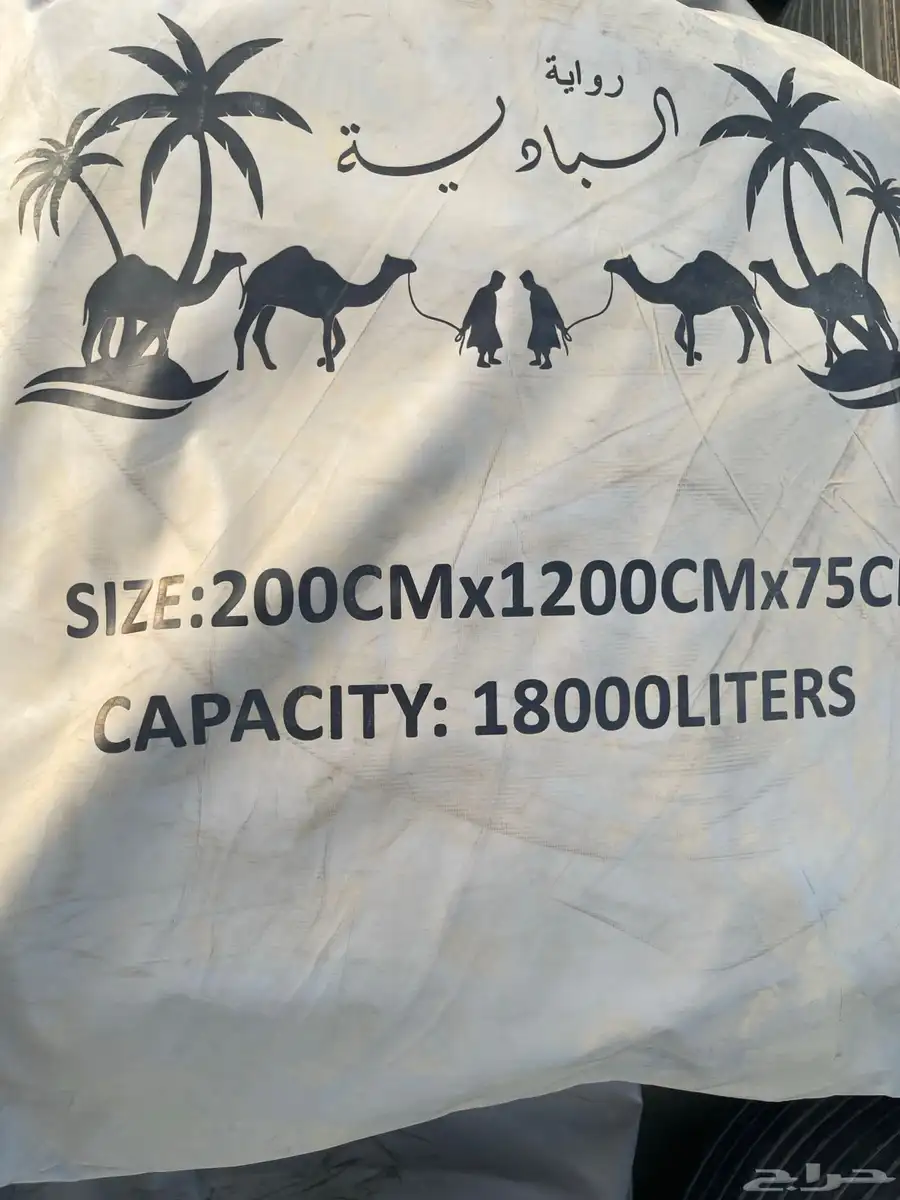 رواية
البادية
SIZE:200CMx1200CMx75C
CAPACITY: 18000LITERS
حراج